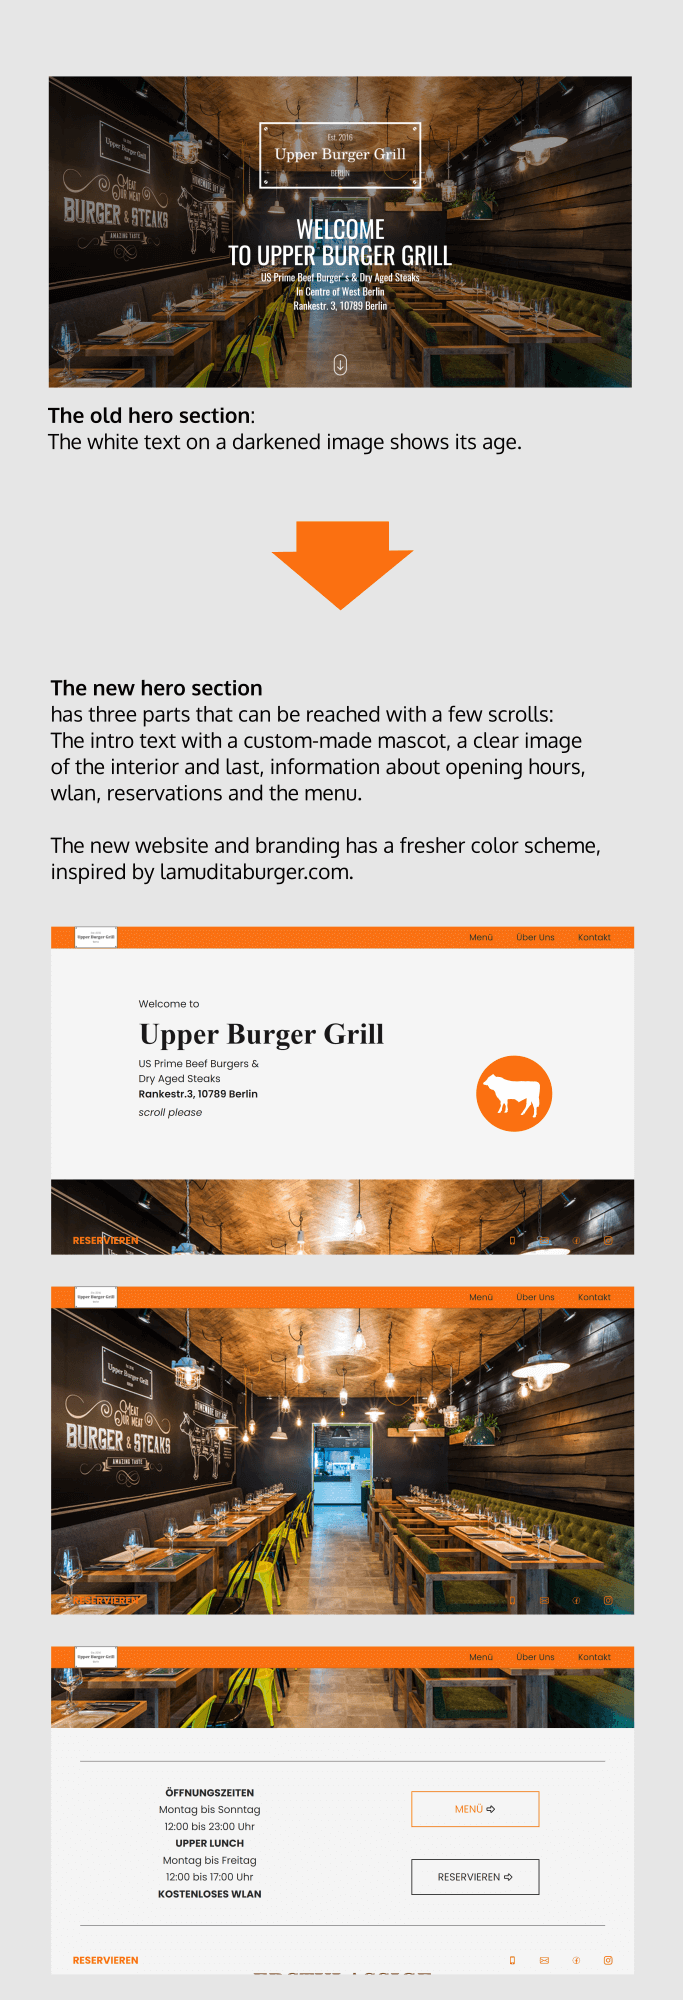 Upper Burger Grill
MEAT
OUR MEAT
BURGER & STEAKS
AMAZING TASTE
HOMEMADE DRY AGED
Est. 2016
Upper Burger Grill
BERLIN
WELCOME
TO UPPER BURGER GRILL
US Prime Beef Burger´s & Dry Aged Steaks
In Centre of West Berlin
Rankestr. 3, 10789 Berlin
The old hero section:
The white text on a darkened image shows its age.
The new hero section
has three parts that can be reached with a few scrolls:
The intro text with a custom-made mascot, a clear image
of the interior and last, information about opening hours,
wlan, reservations and the menu.
The new website and branding has a fresher color scheme,
inspired by lamuditaburger.com.
Upper Burger Grill
Menü Über Uns Kontakt
Welcome to
Upper Burger Grill
US Prime Beef Burgers &
Dry Aged Steaks
Rankestr.3, 10789 Berlin
scroll please
RESERVIEREN
Upper Burger Grill
Menü Über Uns Kontakt
Upper Burger Grill
MEAT
OUR MEAT
BURGER & STEAKS
AMAZING TASTE
HOMEMADE DRY
RESERVIEREN
Upper Burger Grill
Menü Über Uns Kontakt
ÖFFNUNGSZEITEN
Montag bis Sonntag
12:00 bis 23:00 Uhr
UPPER LUNCH
Montag bis Freitag
12:00 bis 17:00 Uhr
KOSTENLOSES WLAN
MENÜ
RESERVIEREN
RESERVIEREN